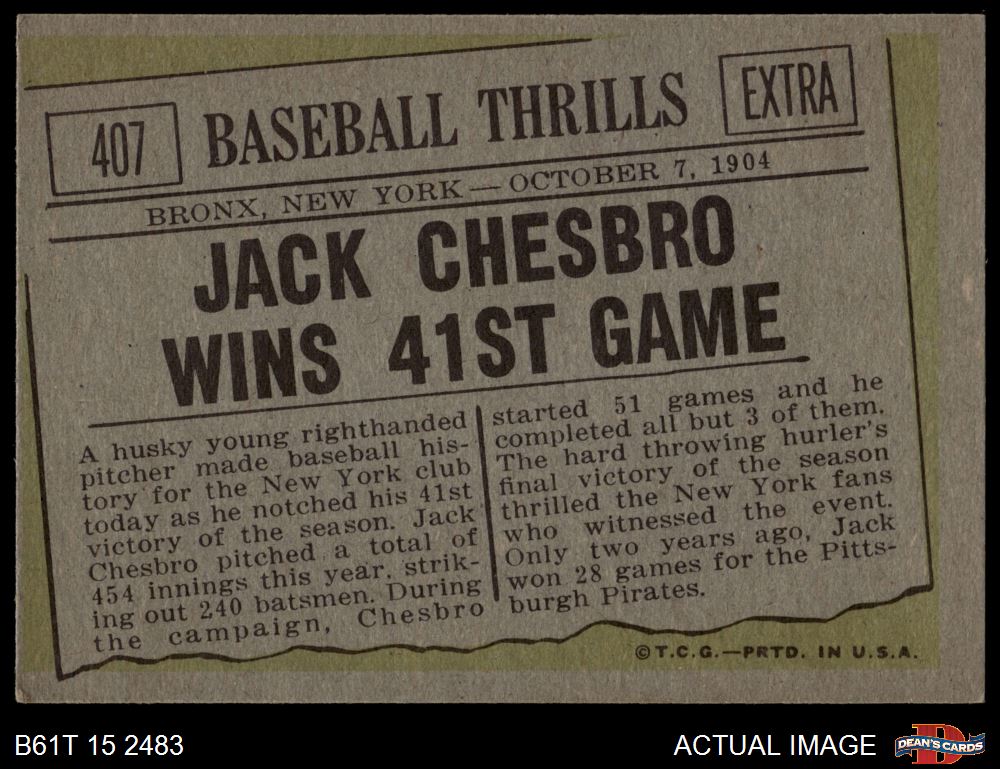 407
BASEBALL THRILLS
EXTRA
BRONX, NEW YORK — OCTOBER 7, 1904
JACK CHESBRO
WINS 41ST GAME
A husky young righthanded
pitcher made baseball his-
tory for the New York club
today as he notched his 41st
victory of the season. Jack
Chesbro pitched a total of
454 innings this year, strik-
ing out 240 batsmen. During
the campaign, Chesbro
started 51 games and he
completed all but 3 of them.
The hard throwing hurler's
final victory of the season
thrilled the New York fans
who witnessed the event.
Only two years ago, Jack
won 28 games for the Pitts-
burgh Pirates.
©T.C.G.—PRTD. IN U.S.A.
B61T 15 2483
ACTUAL IMAGE
DEAN'S CARDS